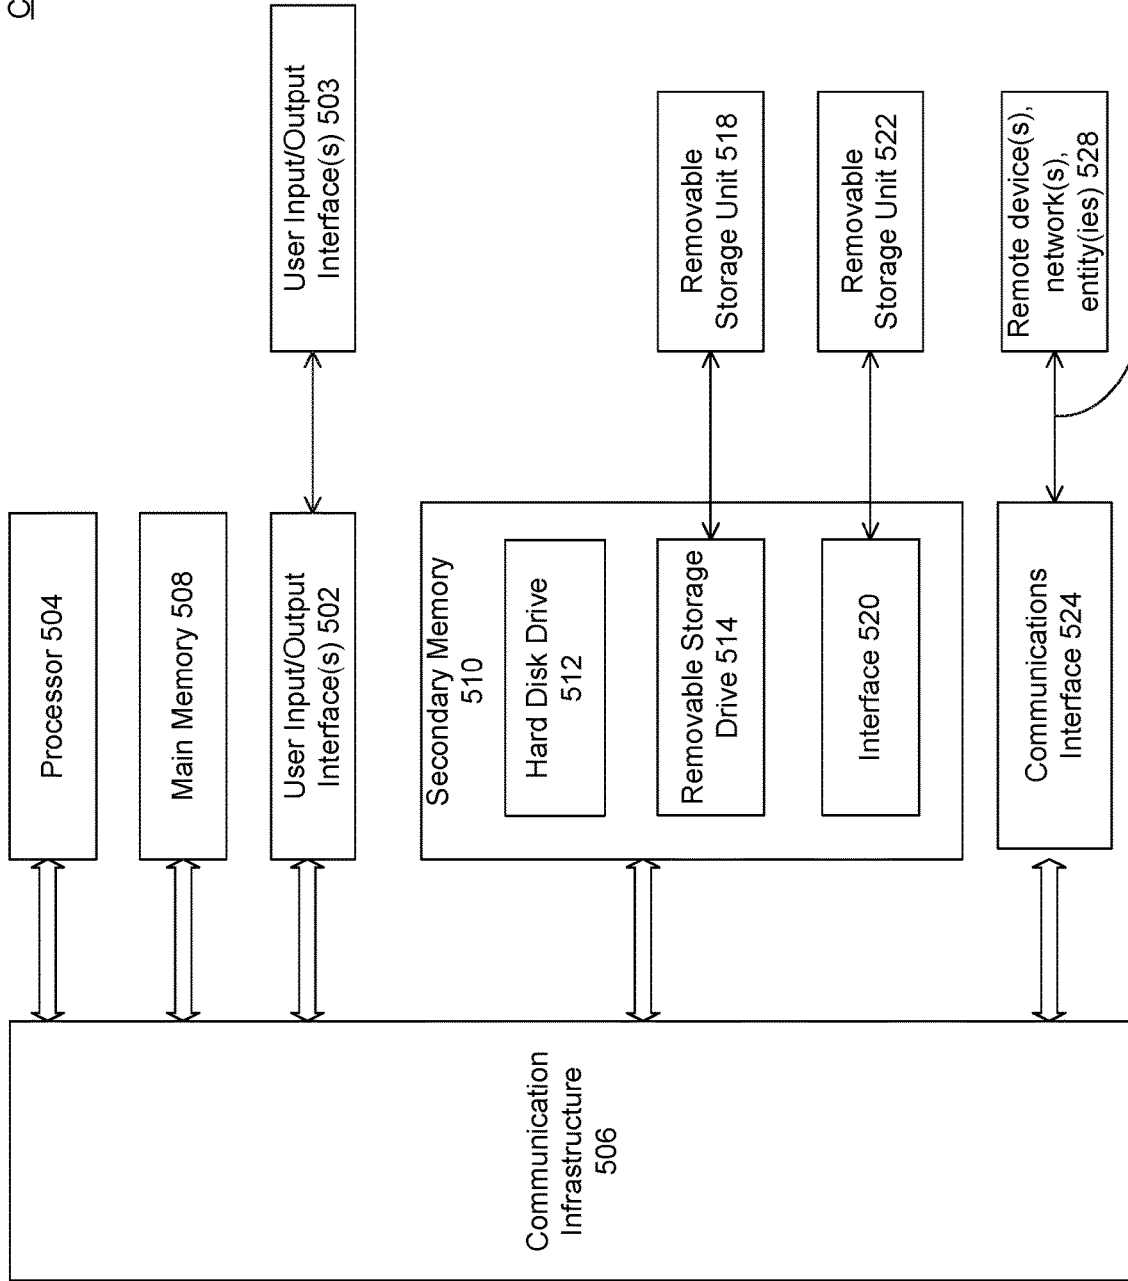 C
Processor 504
Main Memory 508
User Input/Output
Interface(s) 502
User Input/Output
Interface(s) 503
Secondary Memory
510
Hard Disk Drive
512
Removable Storage
Drive 514
Removable
Storage Unit 518
Interface 520
Removable
Storage Unit 522
Communications
Interface 524
Remote device(s),
network(s),
entity(ies) 528
Communication
Infrastructure
506